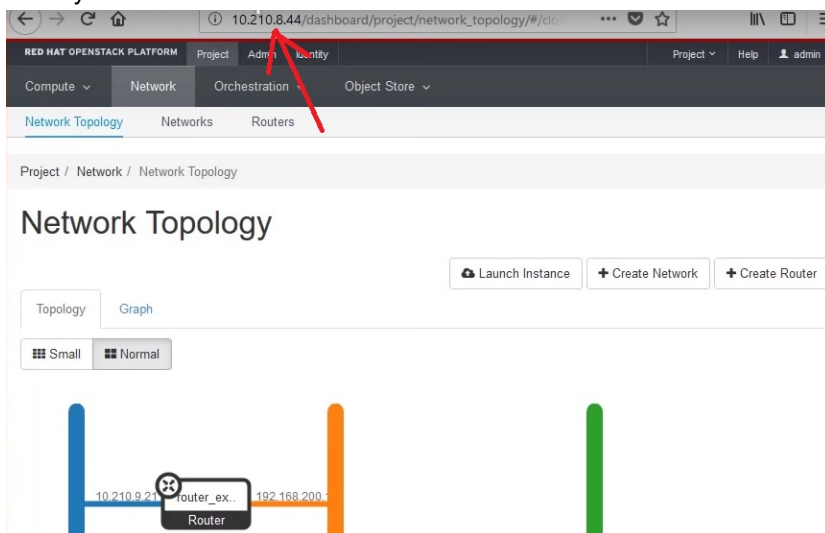 10.210.8.44/dashboard/project/network_topology/#/
RED HAT OPENSTACK PLATFORM Project Admin Identity Project Help admin
Compute Network Orchestration Object Store
Network Topology Networks Routers
Project / Network / Network Topology
Network Topology
Launch Instance + Create Network + Create Router
Topology Graph
Small Normal
10.210.9.21 router_ex.. 192.168.200.
Router